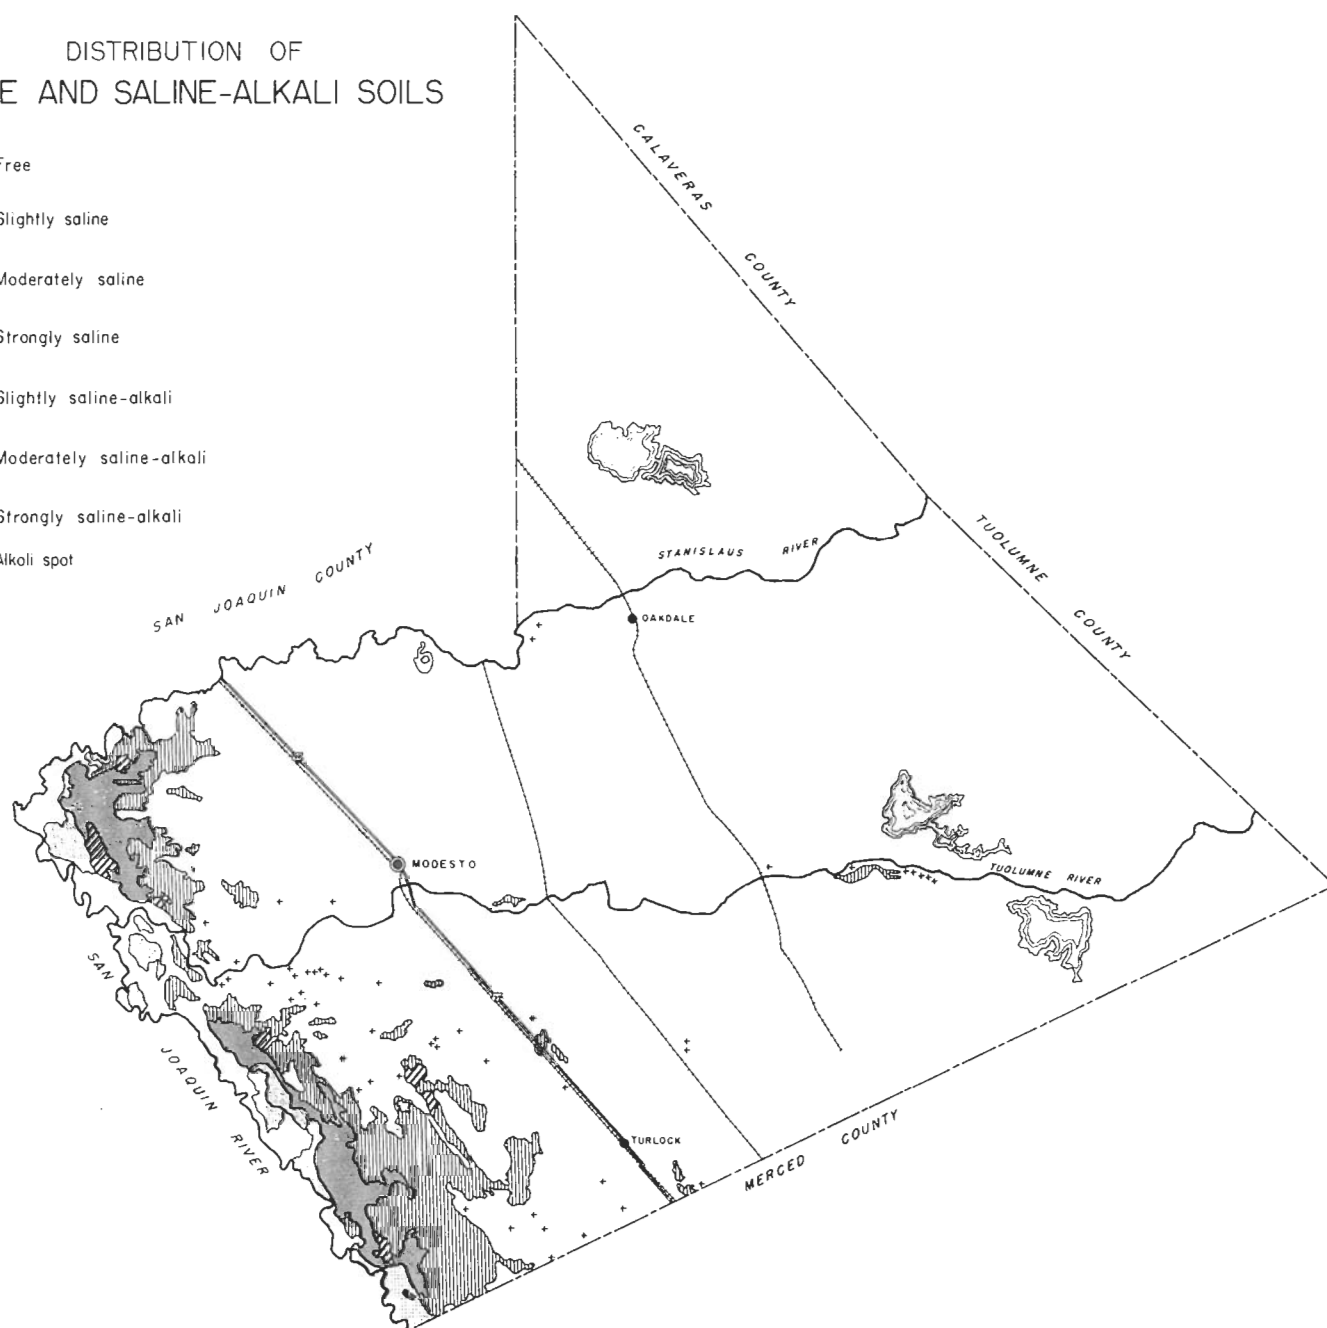 DISTRIBUTION OF
E AND SALINE-ALKALI SOILS
Free
Slightly saline
Moderately saline
Strongly saline
Slightly saline-alkali
Moderately saline-alkali
Strongly saline-alkali
Alkali spot
CALAVERAS COUNTY
TUOLUMNE COUNTY
SAN JOAQUIN COUNTY
STANISLAUS RIVER
OAKDALE
MODESTO
TUOLUMNE RIVER
SAN JOAQUIN RIVER
TURLOCK
MERCED COUNTY